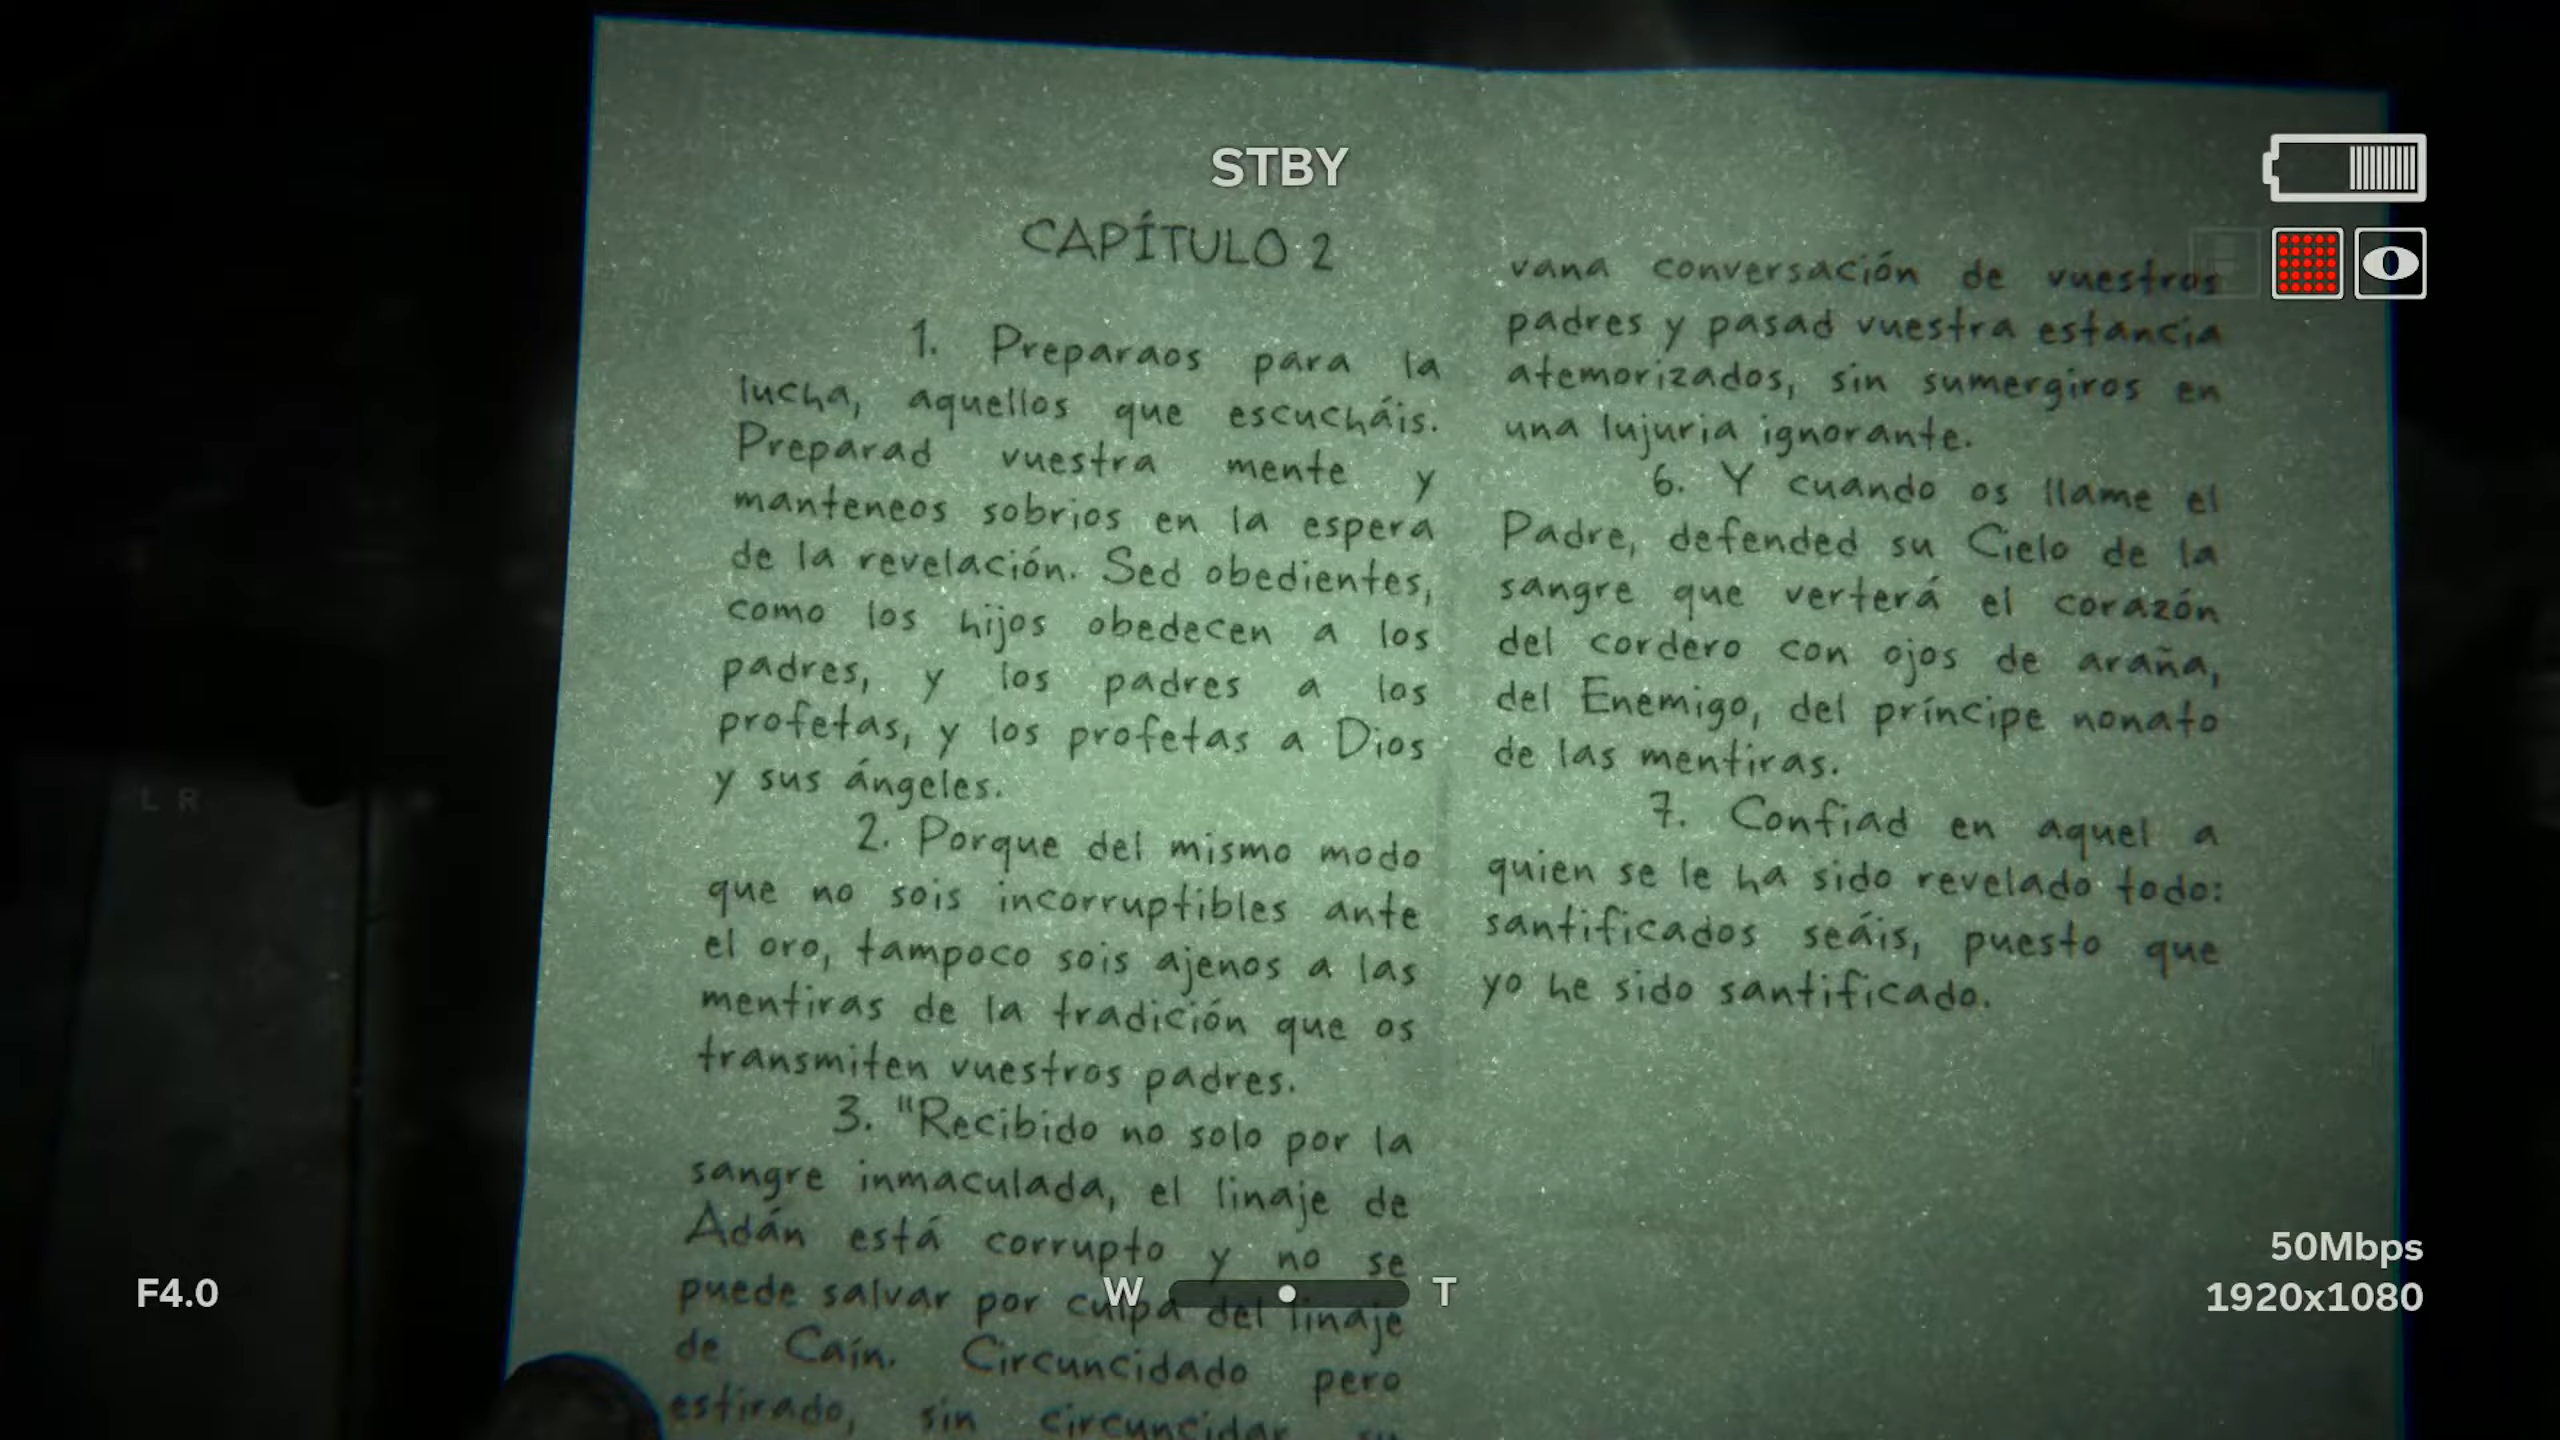 STBY
CAPÍTULO 2
1. Preparaos para la
lucha, aquellos que escucháis.
Preparad vuestra mente y
manteneos sobrios en la espera
de la revelación. Sed obedientes,
como los hijos obedecen a los
padres, y los padres a los
profetas, y los profetas a Dios
y sus ángeles.
2. Porque del mismo modo
que no sois incorruptibles ante
el oro, tampoco sois ajenos a las
mentiras de la tradición que os
transmiten vuestros padres.
3. "Recibido no solo por la
sangre inmaculada, el linaje de
Adán está corrupto y no se
puede salvar por culpa del linaje
de Caín. Circuncidado pero
estirado, sin circuncidar su
vana conversación de vuestros
padres y pasad vuestra estancia
atemorizados, sin sumergiros en
una lujuria ignorante.
6. Y cuando os llame el
Padre, defended su Cielo de la
sangre que verterá el corazón
del cordero con ojos de araña,
del Enemigo, del príncipe nonato
de las mentiras.
7. Confiad en aquel a
quien se le ha sido revelado todo:
santificados seáis, puesto que
yo he sido santificado.
L R
F4.0
W T
50Mbps
1920x1080